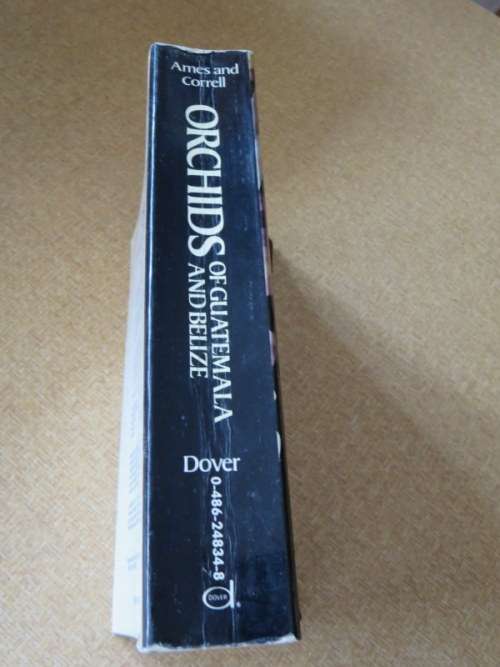 Ames and
Correll
ORCHIDS
OF GUATEMALA
AND BELIZE
Dover
0-486-24834-8
DOVER